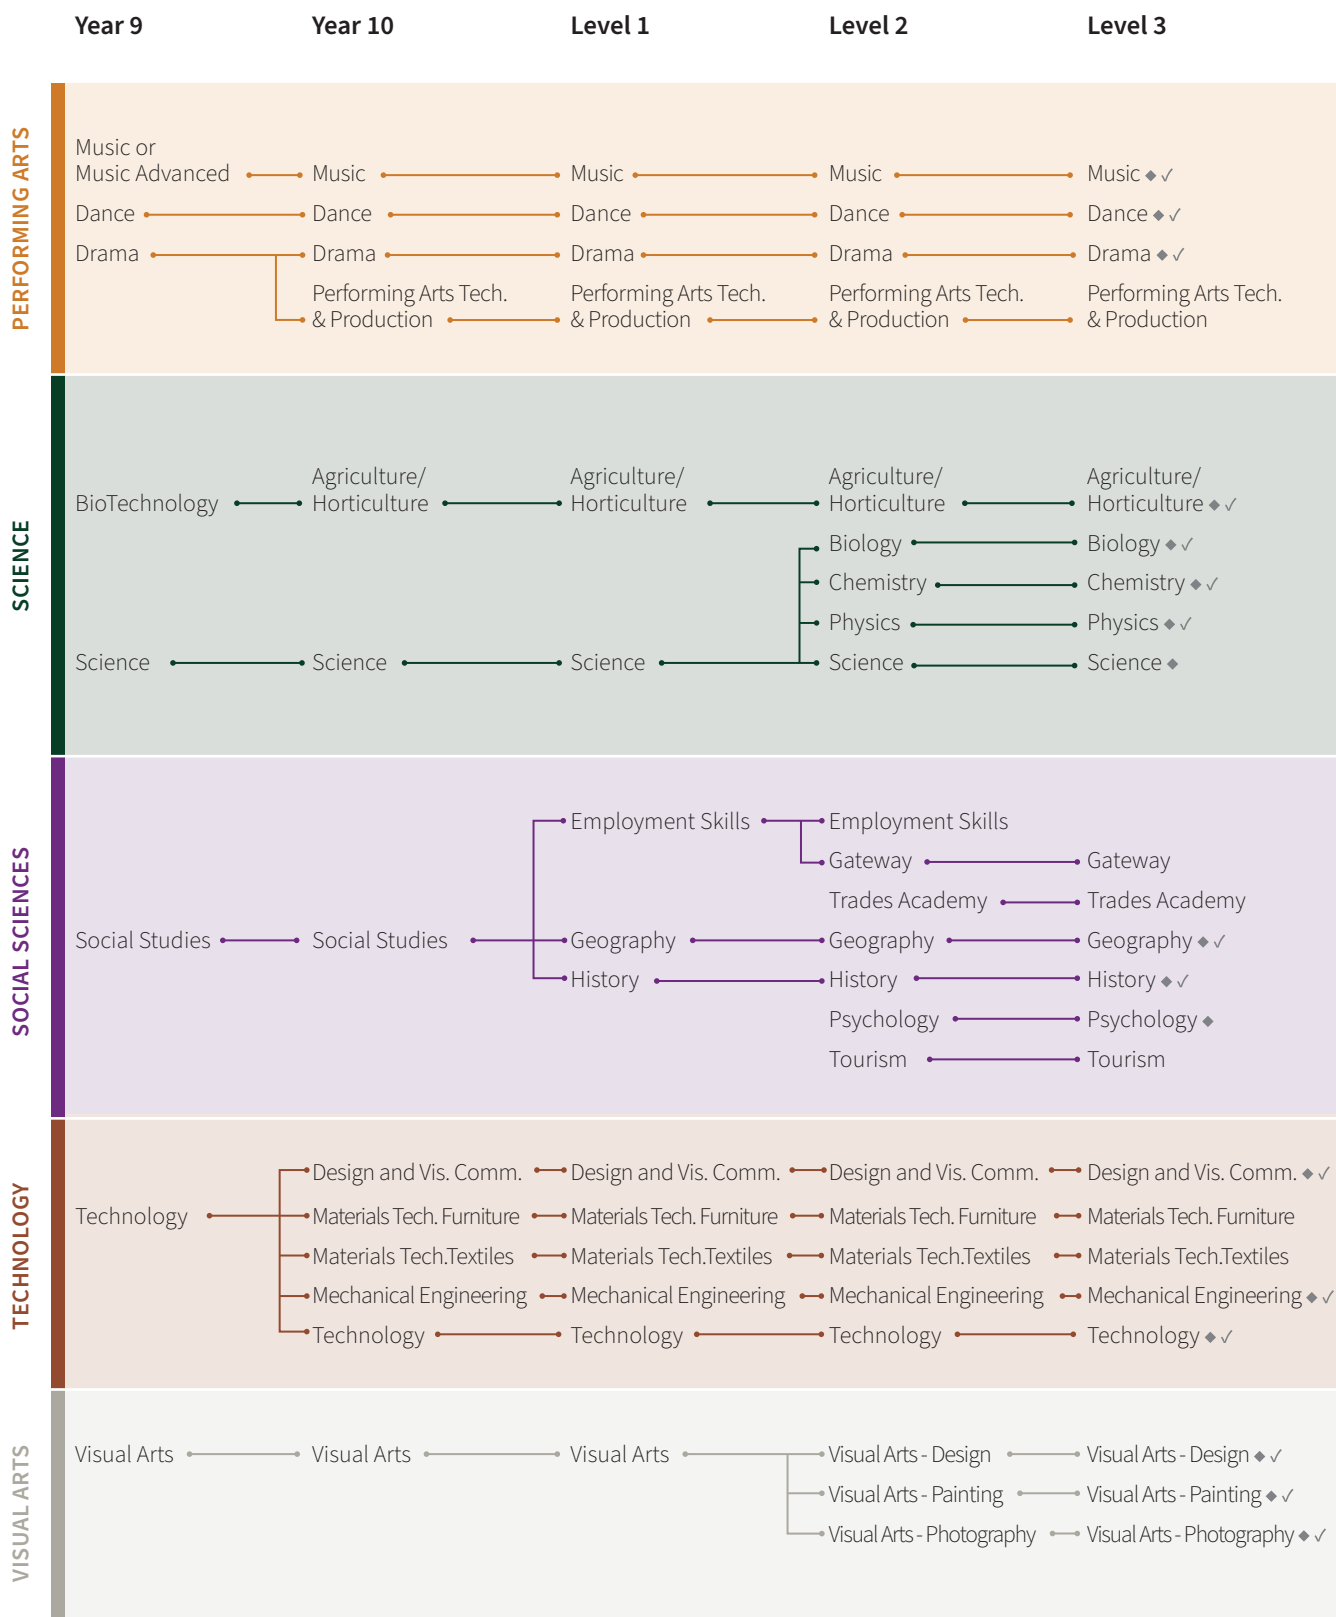 Year 9 Year 10 Level 1 Level 2 Level 3
PERFORMING ARTS
Music or
Music Advanced Music Music Music Music ◆ ✓
Dance Dance Dance Dance Dance ◆ ✓
Drama Drama Drama Drama Drama ◆ ✓
Performing Arts Tech. Performing Arts Tech. Performing Arts Tech. Performing Arts Tech.
& Production & Production & Production & Production
SCIENCE
Agriculture/ Agriculture/ Agriculture/ Agriculture/
BioTechnology Horticulture Horticulture Horticulture Horticulture ◆ ✓
Biology Biology ◆ ✓
Chemistry Chemistry ◆ ✓
Physics Physics ◆ ✓
Science Science Science Science Science ◆
SOCIAL SCIENCES
Employment Skills Employment Skills
Gateway Gateway
Trades Academy Trades Academy
Social Studies Social Studies Geography Geography Geography ◆ ✓
History History History ◆ ✓
Psychology Psychology ◆
Tourism Tourism
TECHNOLOGY
Design and Vis. Comm. Design and Vis. Comm. Design and Vis. Comm. Design and Vis. Comm. ◆ ✓
Technology Materials Tech. Furniture Materials Tech. Furniture Materials Tech. Furniture Materials Tech. Furniture
Materials Tech.Textiles Materials Tech.Textiles Materials Tech.Textiles Materials Tech.Textiles
Mechanical Engineering Mechanical Engineering Mechanical Engineering Mechanical Engineering ◆ ✓
Technology Technology Technology Technology ◆ ✓
VISUAL ARTS
Visual Arts Visual Arts Visual Arts Visual Arts - Design Visual Arts - Design ◆ ✓
Visual Arts - Painting Visual Arts - Painting ◆ ✓
Visual Arts - Photography Visual Arts - Photography ◆ ✓